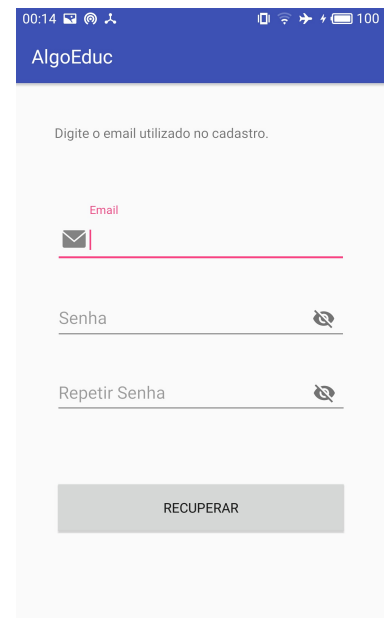 00:14
100
AlgoEduc
Digite o email utilizado no cadastro.
Email
Senha
Repetir Senha
RECUPERAR